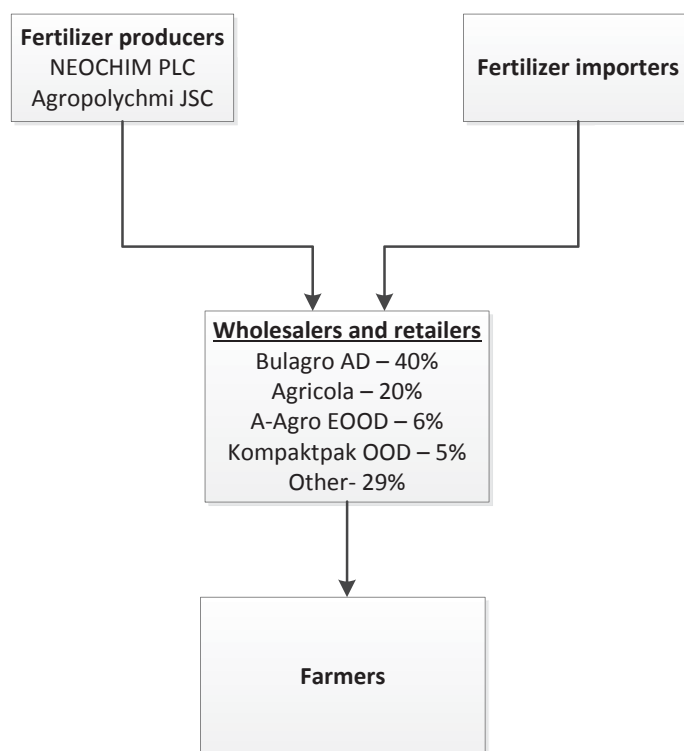 Fertilizer producers
NEOCHIM PLC
Agropolychmi JSC
Fertilizer importers
Wholesalers and retailers
Bulagro AD – 40%
Agricola – 20%
A-Agro EOOD – 6%
Kompaktpak OOD – 5%
Other- 29%
Farmers